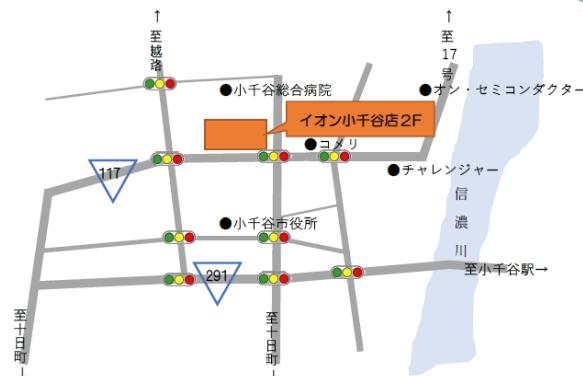 ↑
至越路
↑
至17号
●小千谷総合病院
●オン・セミコンダクター
イオン小千谷店2F
●コメリ
●チャレンジャー
117
信濃川
●小千谷市役所
至小千谷駅→
291
至十日町↓
至十日町↓